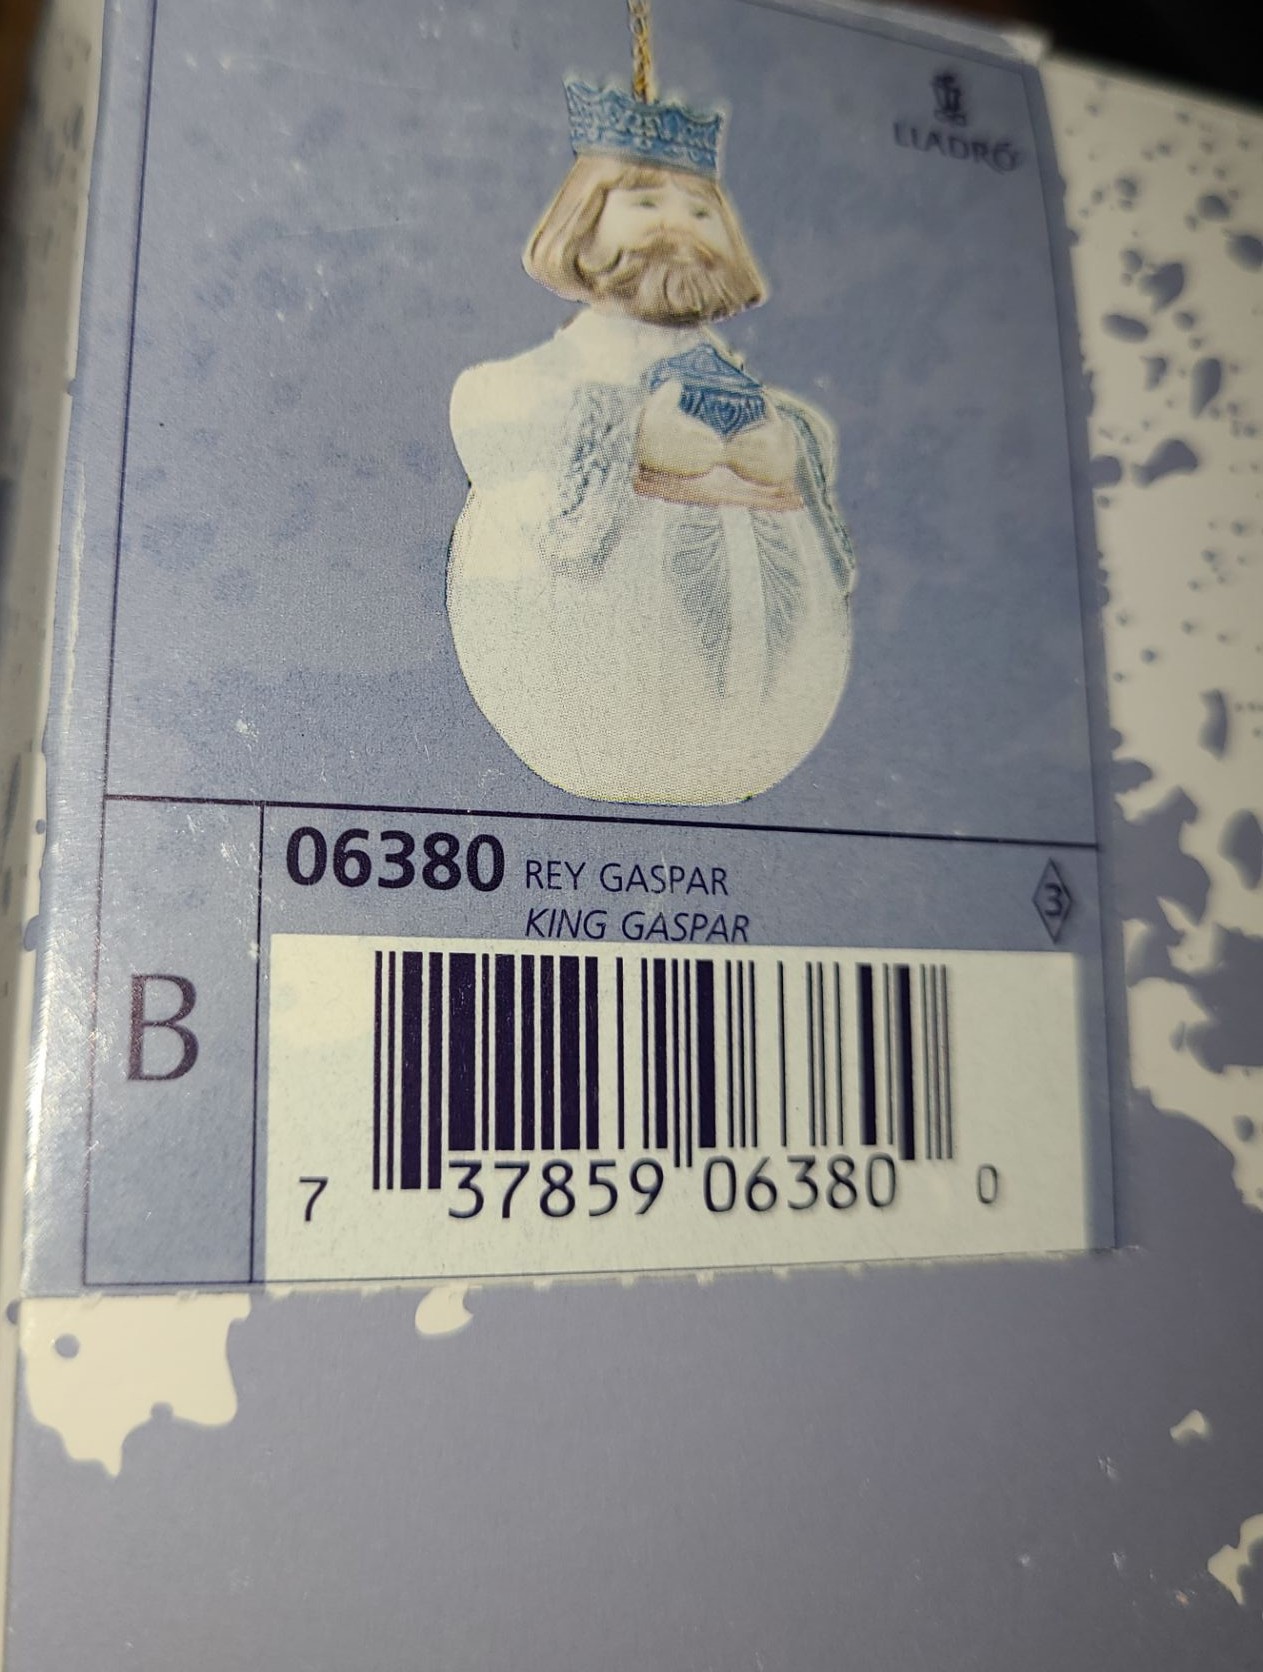 LLADRÓ
06380 REY GASPAR
KING GASPAR
3
B
7 37859 06380 0